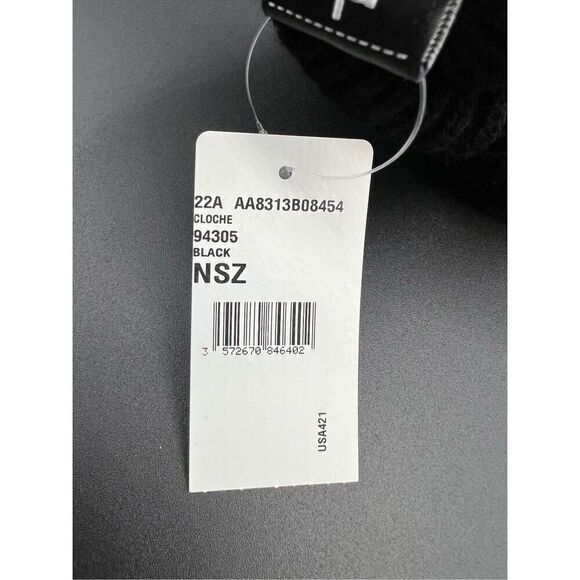 22A AA8313B08454
CLOCHE
94305
BLACK
NSZ
3 572670 846402
USA421